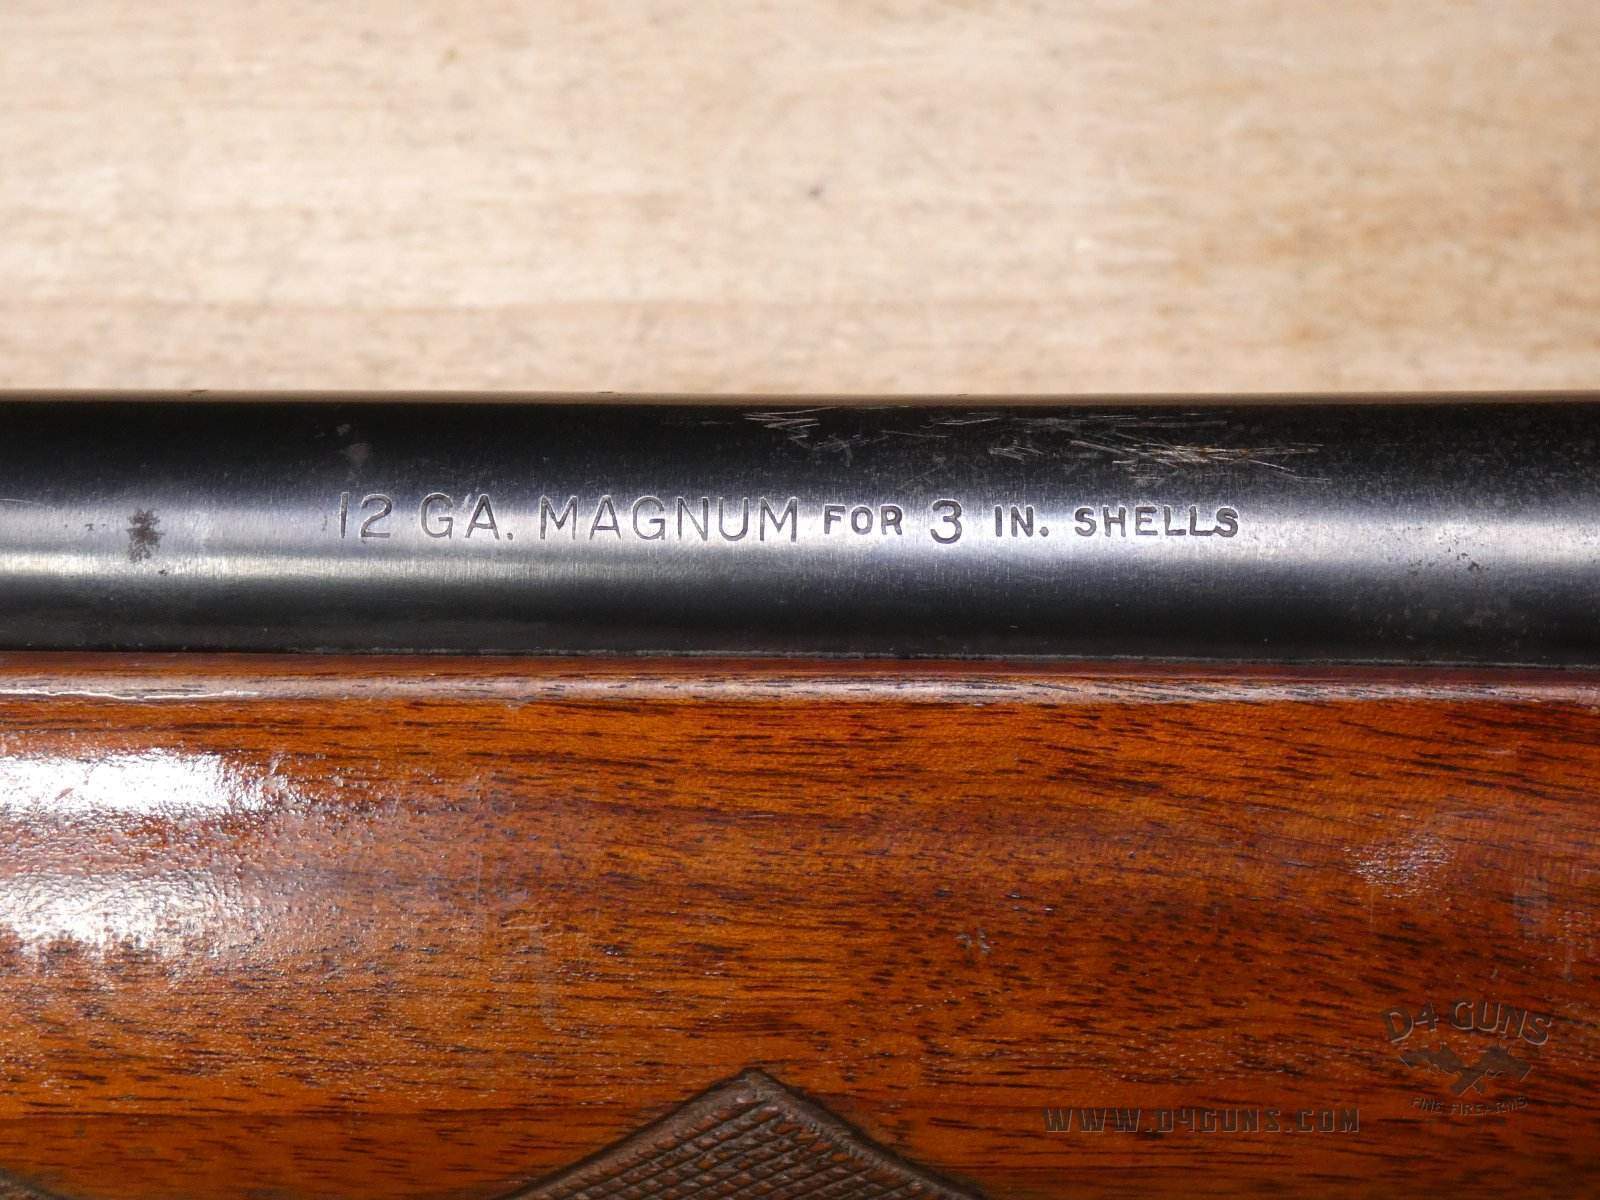 12 GA. MAGNUM FOR 3 IN. SHELLS
D4 GUNS
FINE FIREARMS
WWW.D4GUNS.COM